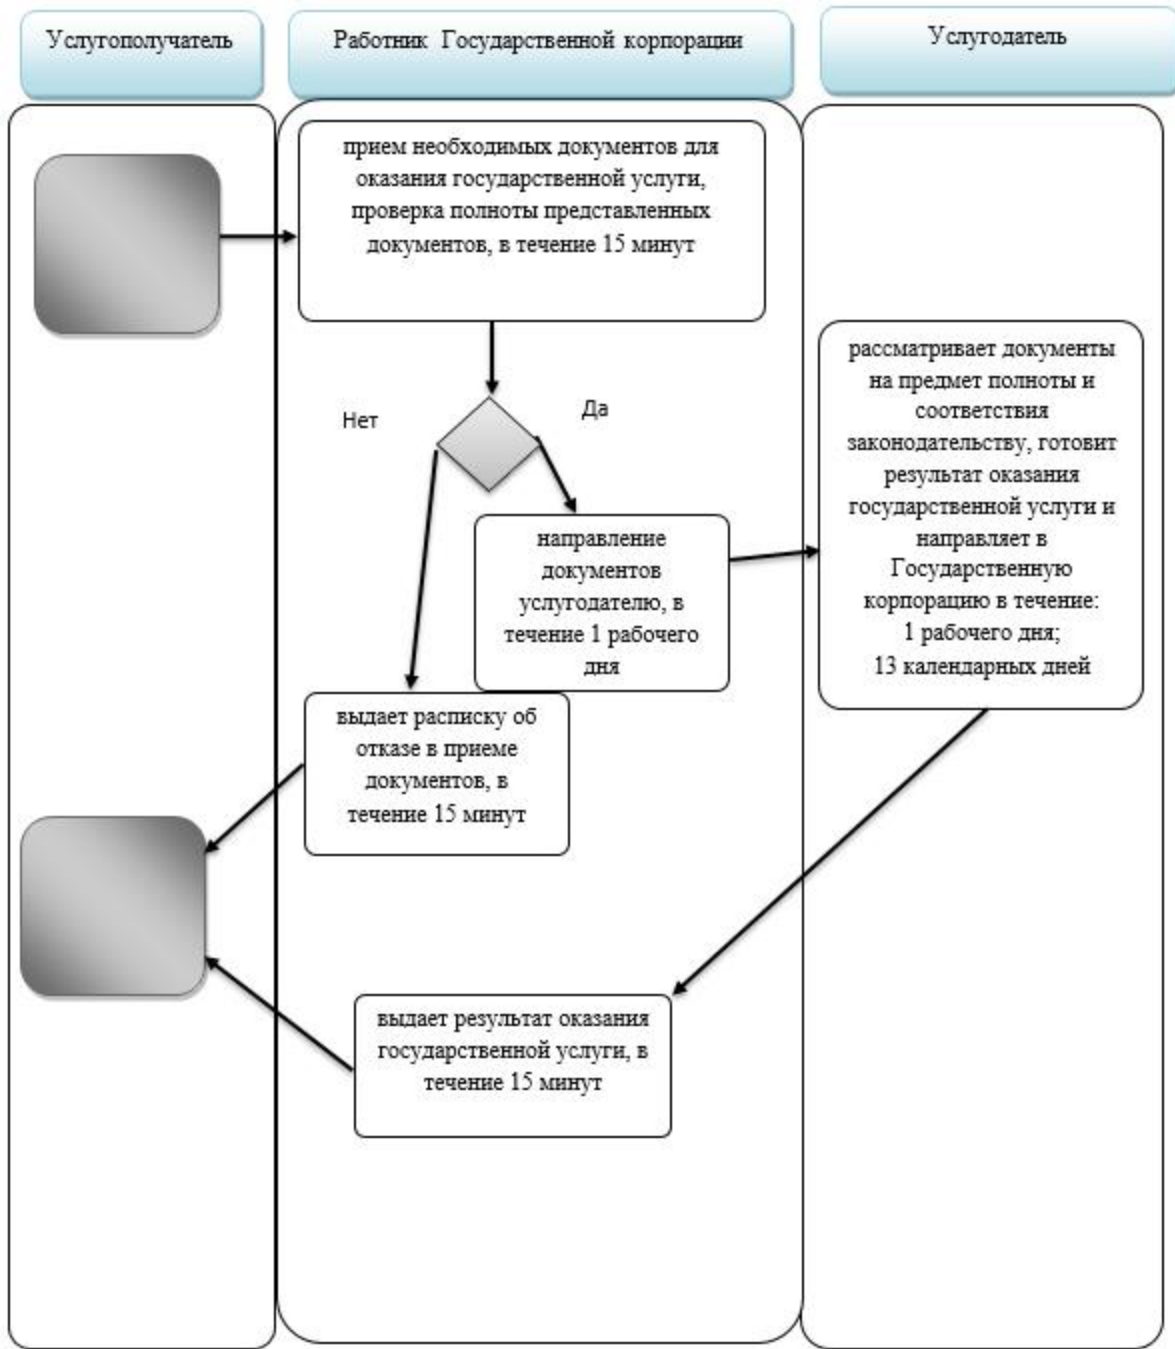 Услугополучатель
Работник Государственной корпорации
Услугодатель
прием необходимых документов для
оказания государственной услуги,
проверка полноты представленных
документов, в течение 15 минут
Нет
Да
направление
документов
услугодателю, в
течение 1 рабочего
дня
рассматривает документы
на предмет полноты и
соответствия
законодательству, готовит
результат оказания
государственной услуги и
направляет в
Государственную
корпорацию в течение:
1 рабочего дня;
13 календарных дней
выдает расписку об
отказе в приеме
документов, в
течение 15 минут
выдает результат оказания
государственной услуги, в
течение 15 минут